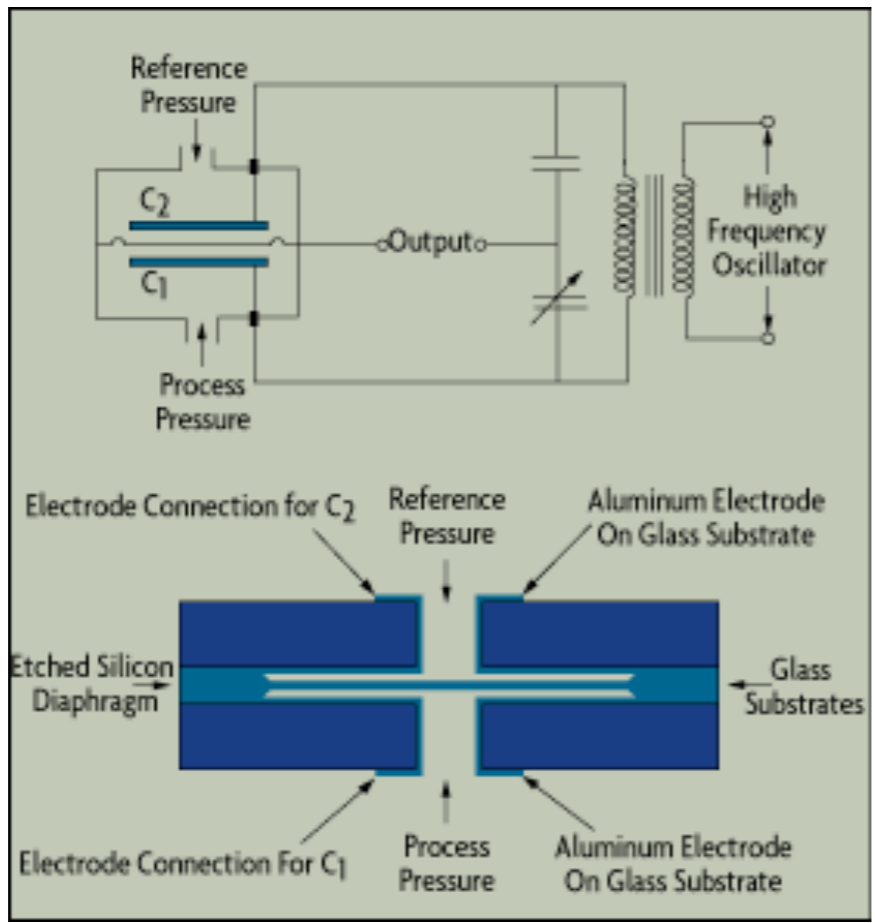 Reference
Pressure
C2
C1
Output
High
Frequency
Oscillator
Process
Pressure
Electrode Connection for C2
Reference
Pressure
Aluminum Electrode
On Glass Substrate
Etched Silicon
Diaphragm
Glass
Substrates
Electrode Connection For C1
Process
Pressure
Aluminum Electrode
On Glass Substrate